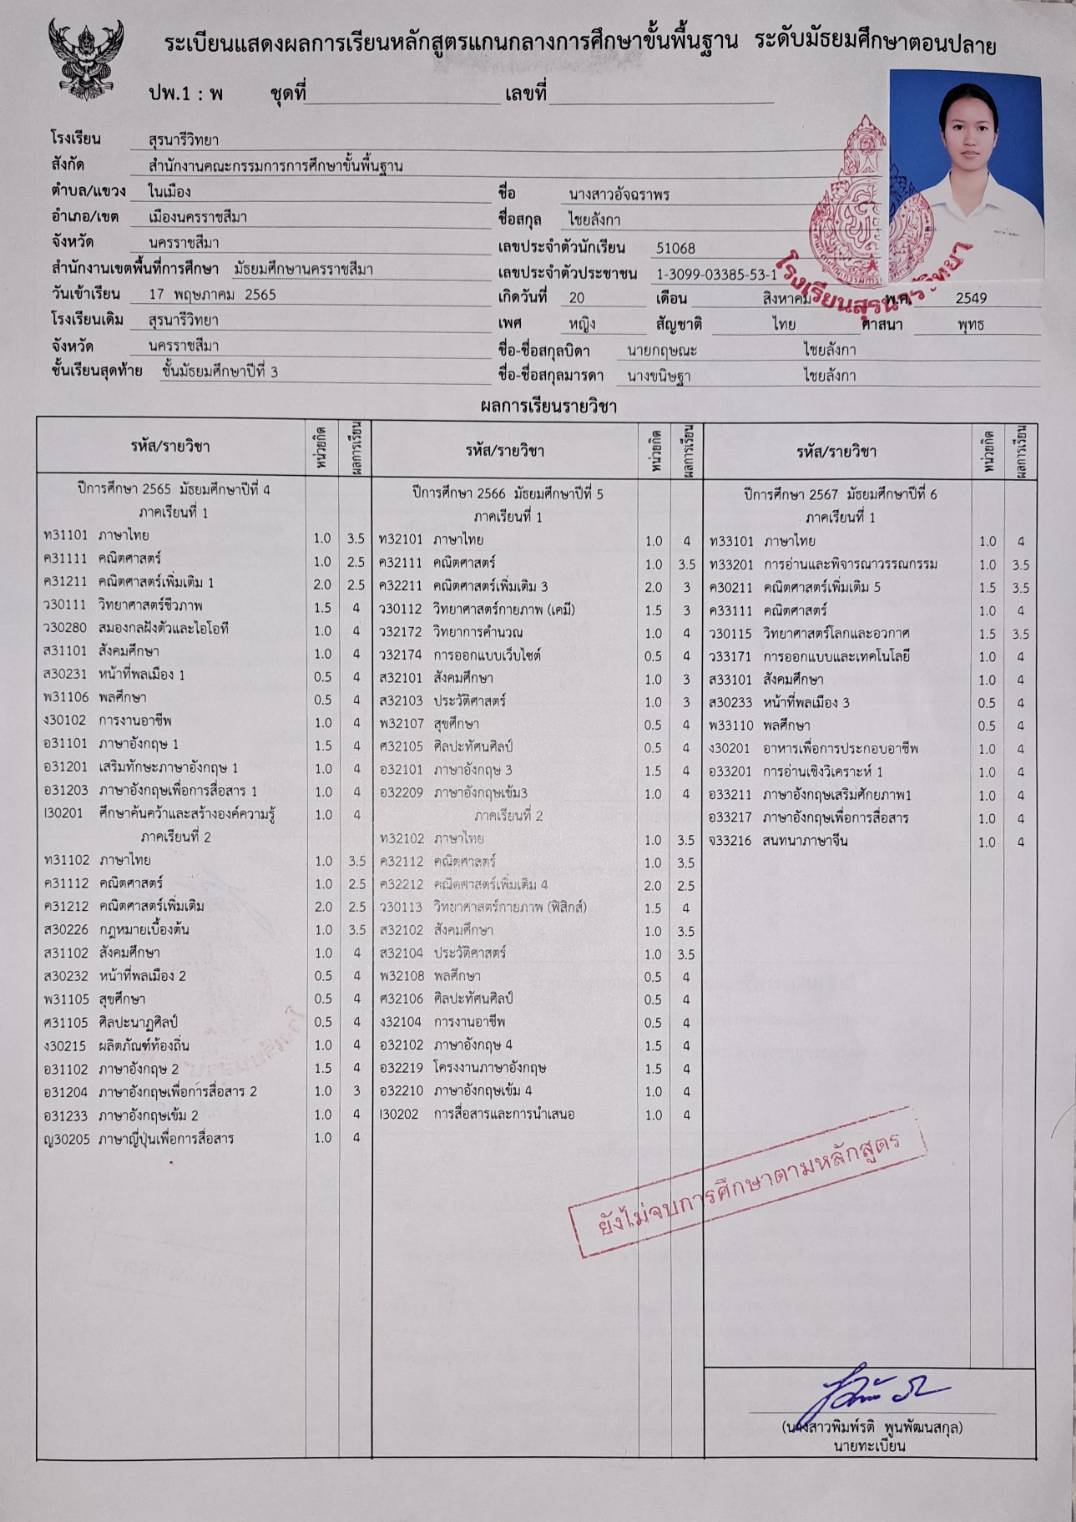 ระเบียนแสดงผลการเรียนหลักสูตรแกนกลางการศึกษาขั้นพื้นฐาน ระดับมัธยมศึกษาตอนปลาย
ปพ.1 : พ ชุดที่ เลขที่
โรงเรียน สุรนารีวิทยา
สังกัด สำนักงานคณะกรรมการการศึกษาขั้นพื้นฐาน
ตำบล/แขวง ในเมือง
อำเภอ/เขต เมืองนครราชสีมา
จังหวัด นครราชสีมา
สำนักงานเขตพื้นที่การศึกษา มัธยมศึกษานครราชสีมา
วันเข้าเรียน 17 พฤษภาคม 2565
โรงเรียนเดิม สุรนารีวิทยา
จังหวัด นครราชสีมา
ชั้นเรียนสุดท้าย ชั้นมัธยมศึกษาปีที่ 3
ชื่อ นางสาวอัจฉราพร
ชื่อสกุล ไชยลังกา
เลขประจำตัวนักเรียน 51068
เลขประจำตัวประชาชน 1-3099-03385-53-1
เกิดวันที่ 20 เดือน สิงหาคม พ.ศ. 2549
เพศ หญิง สัญชาติ ไทย ศาสนา พุทธ
ชื่อ-ชื่อสกุลบิดา นายกฤษณะ ไชยลังกา
ชื่อ-ชื่อสกุลมารดา นางขนิษฐา ไชยลังกา
โรงเรียนสุรนารีวิทยา
ผลการเรียนรายวิชา
รหัส/รายวิชา หน่วยกิต ผลการเรียน
ปีการศึกษา 2565 มัธยมศึกษาปีที่ 4
ภาคเรียนที่ 1
ท31101 ภาษาไทย 1.0 3.5
ค31111 คณิตศาสตร์ 1.0 2.5
ค31211 คณิตศาสตร์เพิ่มเติม 1 2.0 2.5
ว30111 วิทยาศาสตร์ชีวภาพ 1.5 4
ว30280 สมองกลฝังตัวและไอโอที 1.0 4
ส31101 สังคมศึกษา 1.0 4
ส30231 หน้าที่พลเมือง 1 0.5 4
พ31106 พลศึกษา 0.5 4
ง30102 การงานอาชีพ 1.0 4
อ31101 ภาษาอังกฤษ 1 1.5 4
อ31201 เสริมทักษะภาษาอังกฤษ 1 1.0 4
อ31203 ภาษาอังกฤษเพื่อการสื่อสาร 1 1.0 4
I30201 ศึกษาค้นคว้าและสร้างองค์ความรู้ 1.0 4
ภาคเรียนที่ 2
ท31102 ภาษาไทย 1.0 3.5
ค31112 คณิตศาสตร์ 1.0 2.5
ค31212 คณิตศาสตร์เพิ่มเติม 2.0 2.5
ส30226 กฎหมายเบื้องต้น 1.0 3.5
ส31102 สังคมศึกษา 1.0 4
ส30232 หน้าที่พลเมือง 2 0.5 4
พ31105 สุขศึกษา 0.5 4
ศ31105 ศิลปะนาฏศิลป์ 0.5 4
ง30215 ผลิตภัณฑ์ท้องถิ่น 1.0 4
อ31102 ภาษาอังกฤษ 2 1.5 4
อ31204 ภาษาอังกฤษเพื่อการสื่อสาร 2 1.0 3
อ31233 ภาษาอังกฤษเข้ม 2 1.0 4
ญ30205 ภาษาญี่ปุ่นเพื่อการสื่อสาร 1.0 4
รหัส/รายวิชา หน่วยกิต ผลการเรียน
ปีการศึกษา 2566 มัธยมศึกษาปีที่ 5
ภาคเรียนที่ 1
ท32101 ภาษาไทย 1.0 4
ค32111 คณิตศาสตร์ 1.0 3.5
ค32211 คณิตศาสตร์เพิ่มเติม 3 2.0 3
ว30112 วิทยาศาสตร์กายภาพ (เคมี) 1.5 3
ว32172 วิทยาการคำนวณ 1.0 4
ว32174 การออกแบบเว็บไซต์ 0.5 4
ส32101 สังคมศึกษา 1.0 3
ส32103 ประวัติศาสตร์ 1.0 3
พ32107 สุขศึกษา 0.5 4
ศ32105 ศิลปะทัศนศิลป์ 0.5 4
อ32101 ภาษาอังกฤษ 3 1.5 4
อ32209 ภาษาอังกฤษเข้ม3 1.0 4
ภาคเรียนที่ 2
ท32102 ภาษาไทย 1.0 3.5
ค32112 คณิตศาสตร์ 1.0 3.5
ค32212 คณิตศาสตร์เพิ่มเติม 4 2.0 2.5
ว30113 วิทยาศาสตร์กายภาพ (ฟิสิกส์) 1.5 4
ส32102 สังคมศึกษา 1.0 3.5
ส32104 ประวัติศาสตร์ 1.0 3.5
พ32108 พลศึกษา 0.5 4
ศ32106 ศิลปะทัศนศิลป์ 0.5 4
ง32104 การงานอาชีพ 0.5 4
อ32102 ภาษาอังกฤษ 4 1.5 4
อ32219 โครงงานภาษาอังกฤษ 1.5 4
อ32210 ภาษาอังกฤษเข้ม 4 1.0 4
I30202 การสื่อสารและการนำเสนอ 1.0 4
รหัส/รายวิชา หน่วยกิต ผลการเรียน
ปีการศึกษา 2567 มัธยมศึกษาปีที่ 6
ภาคเรียนที่ 1
ท33101 ภาษาไทย 1.0 4
ท33201 การอ่านและพิจารณาวรรณกรรม 1.0 3.5
ค30211 คณิตศาสตร์เพิ่มเติม 5 1.5 3.5
ค33111 คณิตศาสตร์ 1.0 4
ว30115 วิทยาศาสตร์โลกและอวกาศ 1.5 3.5
ว33171 การออกแบบและเทคโนโลยี 1.0 4
ส33101 สังคมศึกษา 1.0 4
ส30233 หน้าที่พลเมือง 3 0.5 4
พ33110 พลศึกษา 0.5 4
ง30201 อาหารเพื่อการประกอบอาชีพ 1.0 4
อ33201 การอ่านเชิงวิเคราะห์ 1 1.0 4
อ33211 ภาษาอังกฤษเสริมศักยภาพ1 1.0 4
อ33217 ภาษาอังกฤษเพื่อการสื่อสาร 1.0 4
จ33216 สนทนาภาษาจีน 1.0 4
ยังไม่จบการศึกษาตามหลักสูตร
(นางสาวพิมพ์รติ พูนพัฒนสกุล)
นายทะเบียน